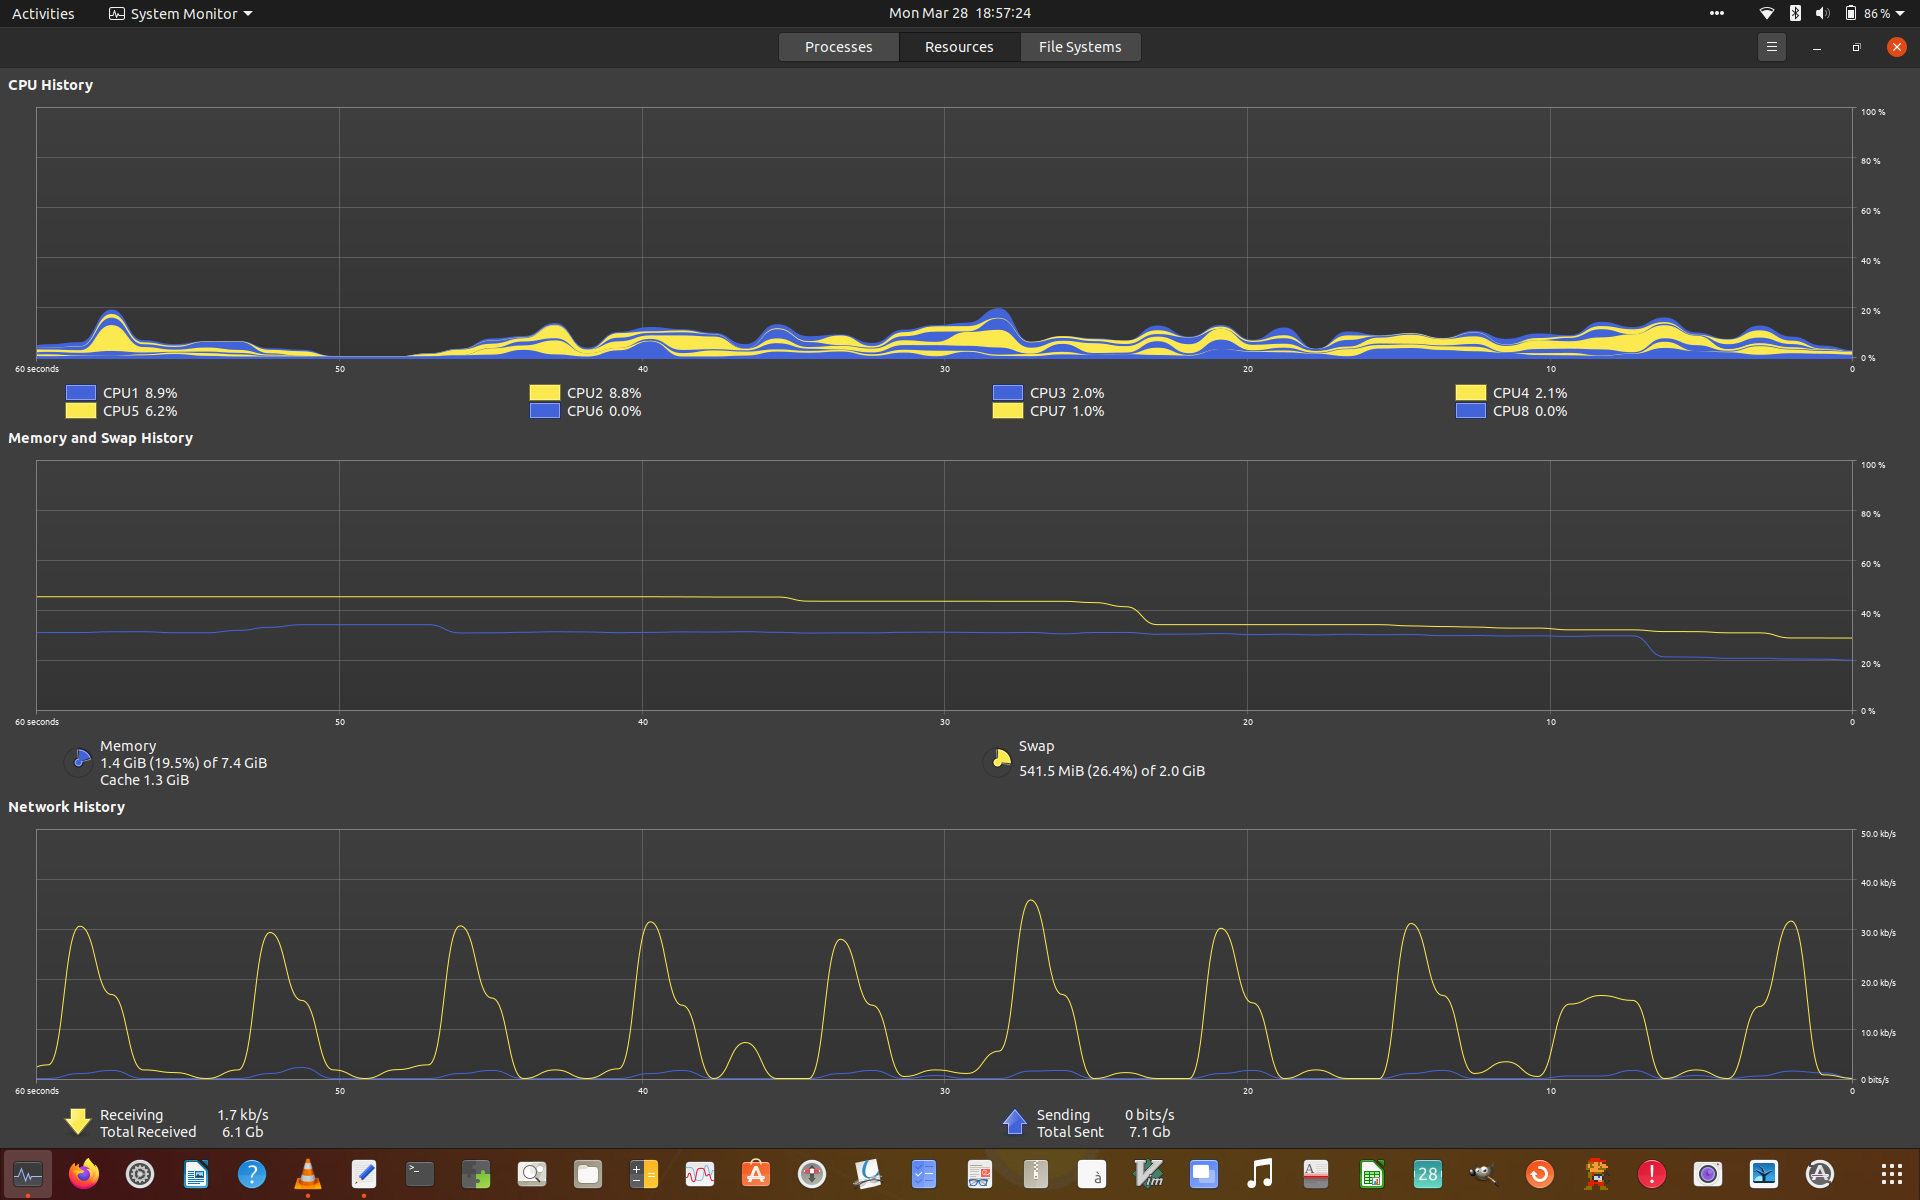 Activities System Monitor Mon Mar 28 18:57:24 86 %
Processes Resources File Systems
CPU History
100 %
80 %
60 %
40 %
20 %
0 %
60 seconds 50 40 30 20 10 0
CPU1 8.9% CPU2 8.8% CPU3 2.0% CPU4 2.1%
CPU5 6.2% CPU6 0.0% CPU7 1.0% CPU8 0.0%
Memory and Swap History
100 %
80 %
60 %
40 %
20 %
0 %
60 seconds 50 40 30 20 10 0
Memory Swap
1.4 GiB (19.5%) of 7.4 GiB 541.5 MiB (26.4%) of 2.0 GiB
Cache 1.3 GiB
Network History
50.0 kb/s
40.0 kb/s
30.0 kb/s
20.0 kb/s
10.0 kb/s
0 bits/s
60 seconds 50 40 30 20 10 0
Receiving 1.7 kb/s Sending 0 bits/s
Total Received 6.1 Gb Total Sent 7.1 Gb
? >_ à Vim A 28 !